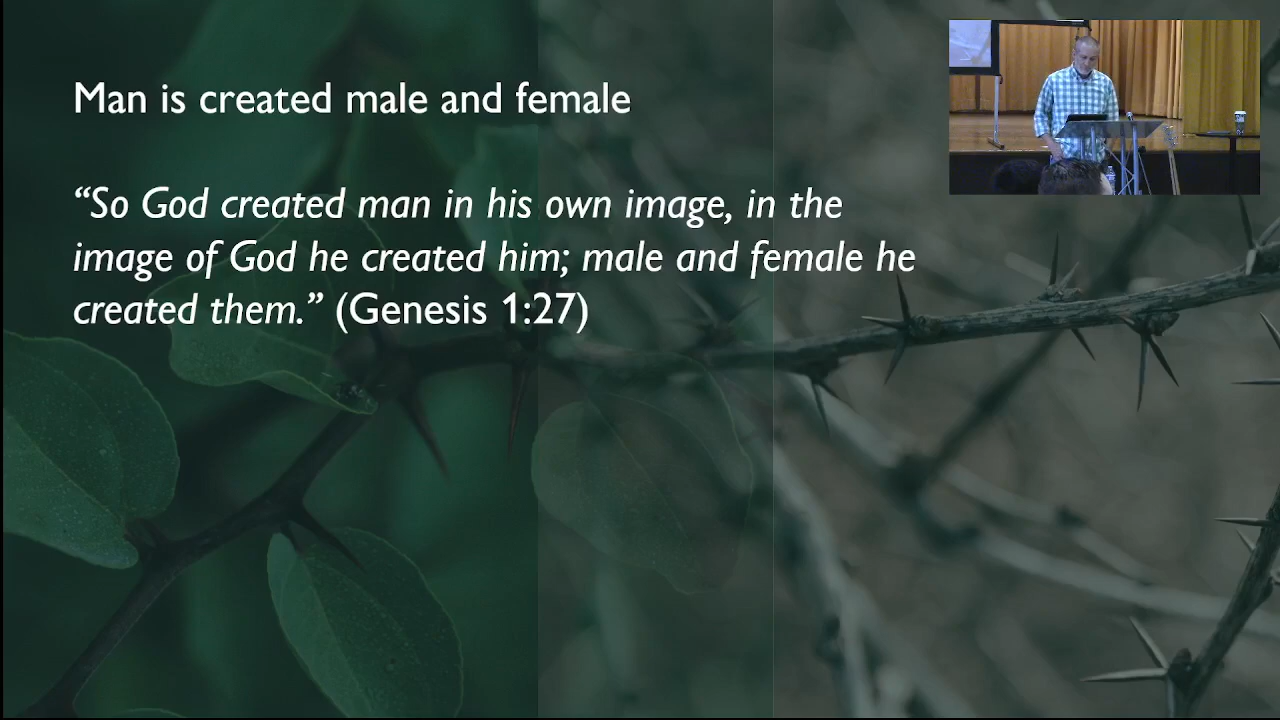 Man is created male and female
“So God created man in his own image, in the
image of God he created him; male and female he
created them.” (Genesis 1:27)